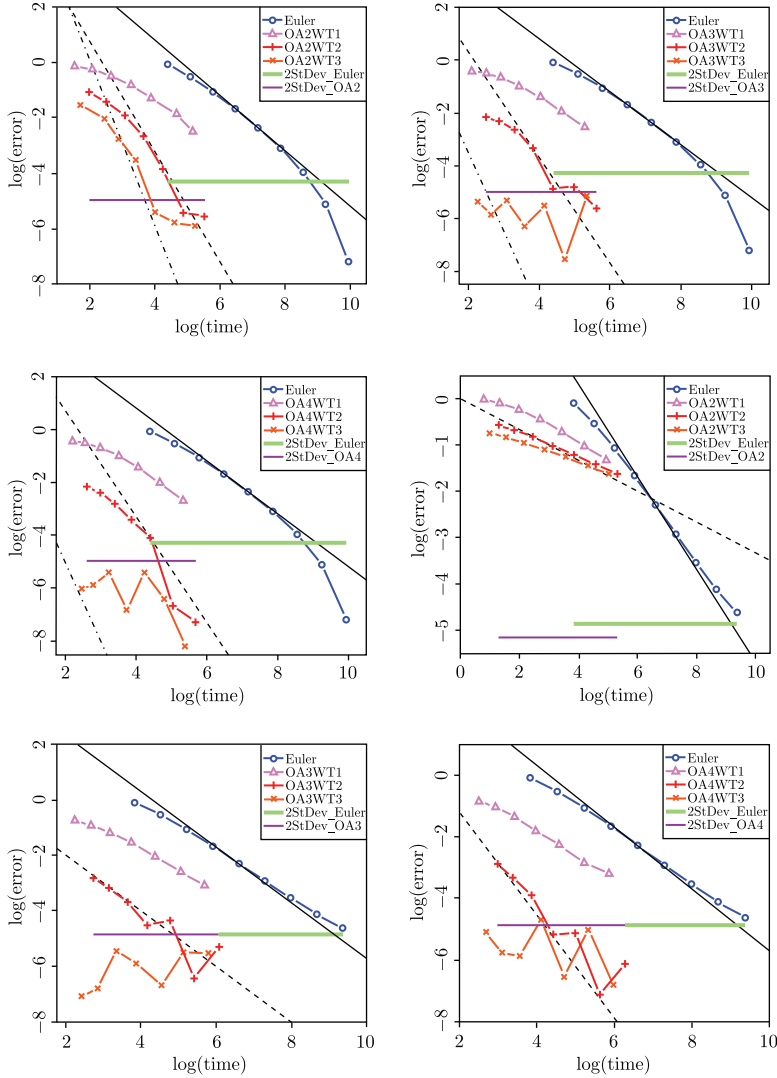 2
0
−2
−4
−6
−8
log(error)
Euler
OA2WT1
OA2WT2
OA2WT3
2StDev_Euler
2StDev_OA2
2 4 6 8 10
log(time)
2
0
−2
−4
−6
−8
log(error)
Euler
OA3WT1
OA3WT2
OA3WT3
2StDev_Euler
2StDev_OA3
2 4 6 8 10
log(time)
2
0
−2
−4
−6
−8
log(error)
Euler
OA4WT1
OA4WT2
OA4WT3
2StDev_Euler
2StDev_OA4
2 4 6 8 10
log(time)
0
−1
−2
−3
−4
−5
log(error)
Euler
OA2WT1
OA2WT2
OA2WT3
2StDev_Euler
2StDev_OA2
0 2 4 6 8 10
log(time)
2
0
−2
−4
−6
−8
log(error)
Euler
OA3WT1
OA3WT2
OA3WT3
2StDev_Euler
2StDev_OA3
2 4 6 8 10
log(time)
0
−2
−4
−6
−8
log(error)
Euler
OA4WT1
OA4WT2
OA4WT3
2StDev_Euler
2StDev_OA4
2 4 6 8 10
log(time)